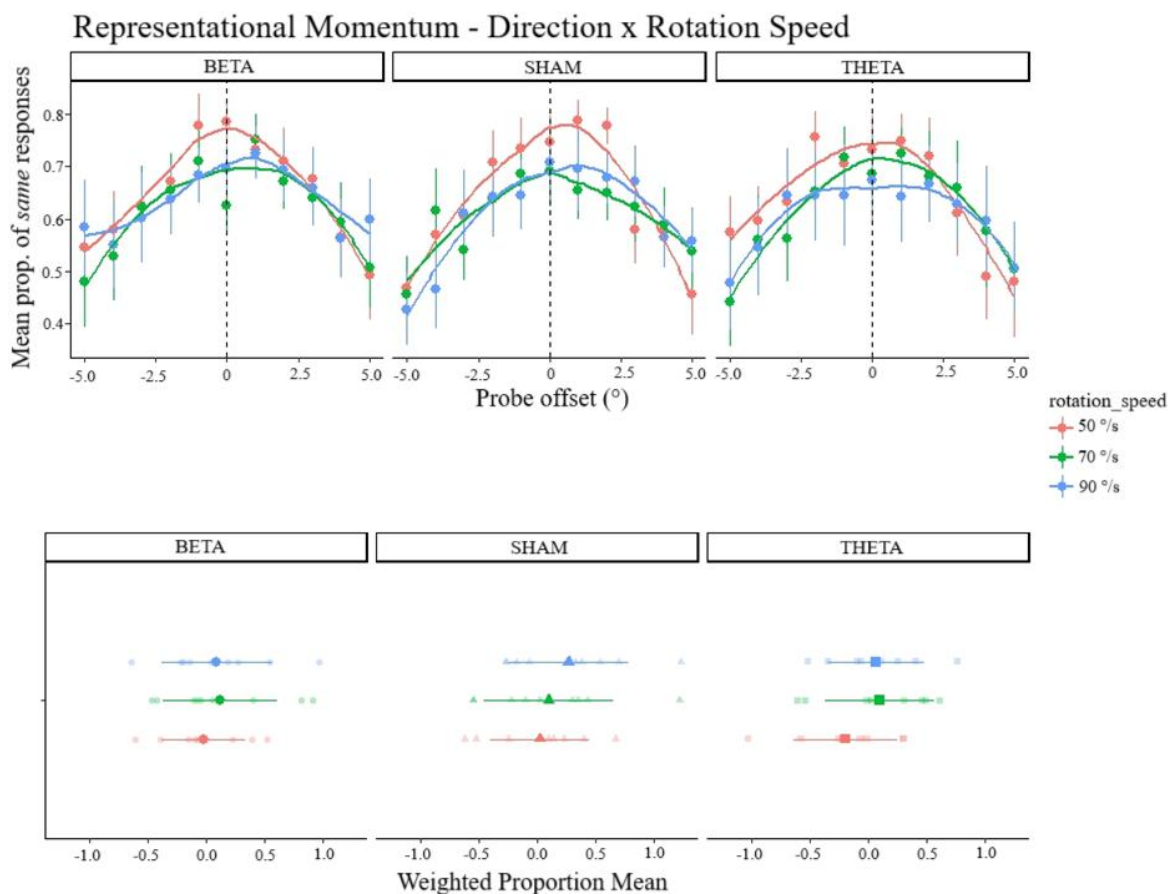 Representational Momentum - Direction x Rotation Speed
BETA SHAM THETA
Mean prop. of same responses
0.8
0.7
0.6
0.5
0.4
-5.0 -2.5 0 2.5 5.0 -5.0 -2.5 0 2.5 5.0 -5.0 -2.5 0 2.5 5.0
Probe offset (°)
rotation_speed
50 °/s
70 °/s
90 °/s
BETA SHAM THETA
-1.0 -0.5 0.0 0.5 1.0 -1.0 -0.5 0.0 0.5 1.0 -1.0 -0.5 0.0 0.5 1.0
Weighted Proportion Mean